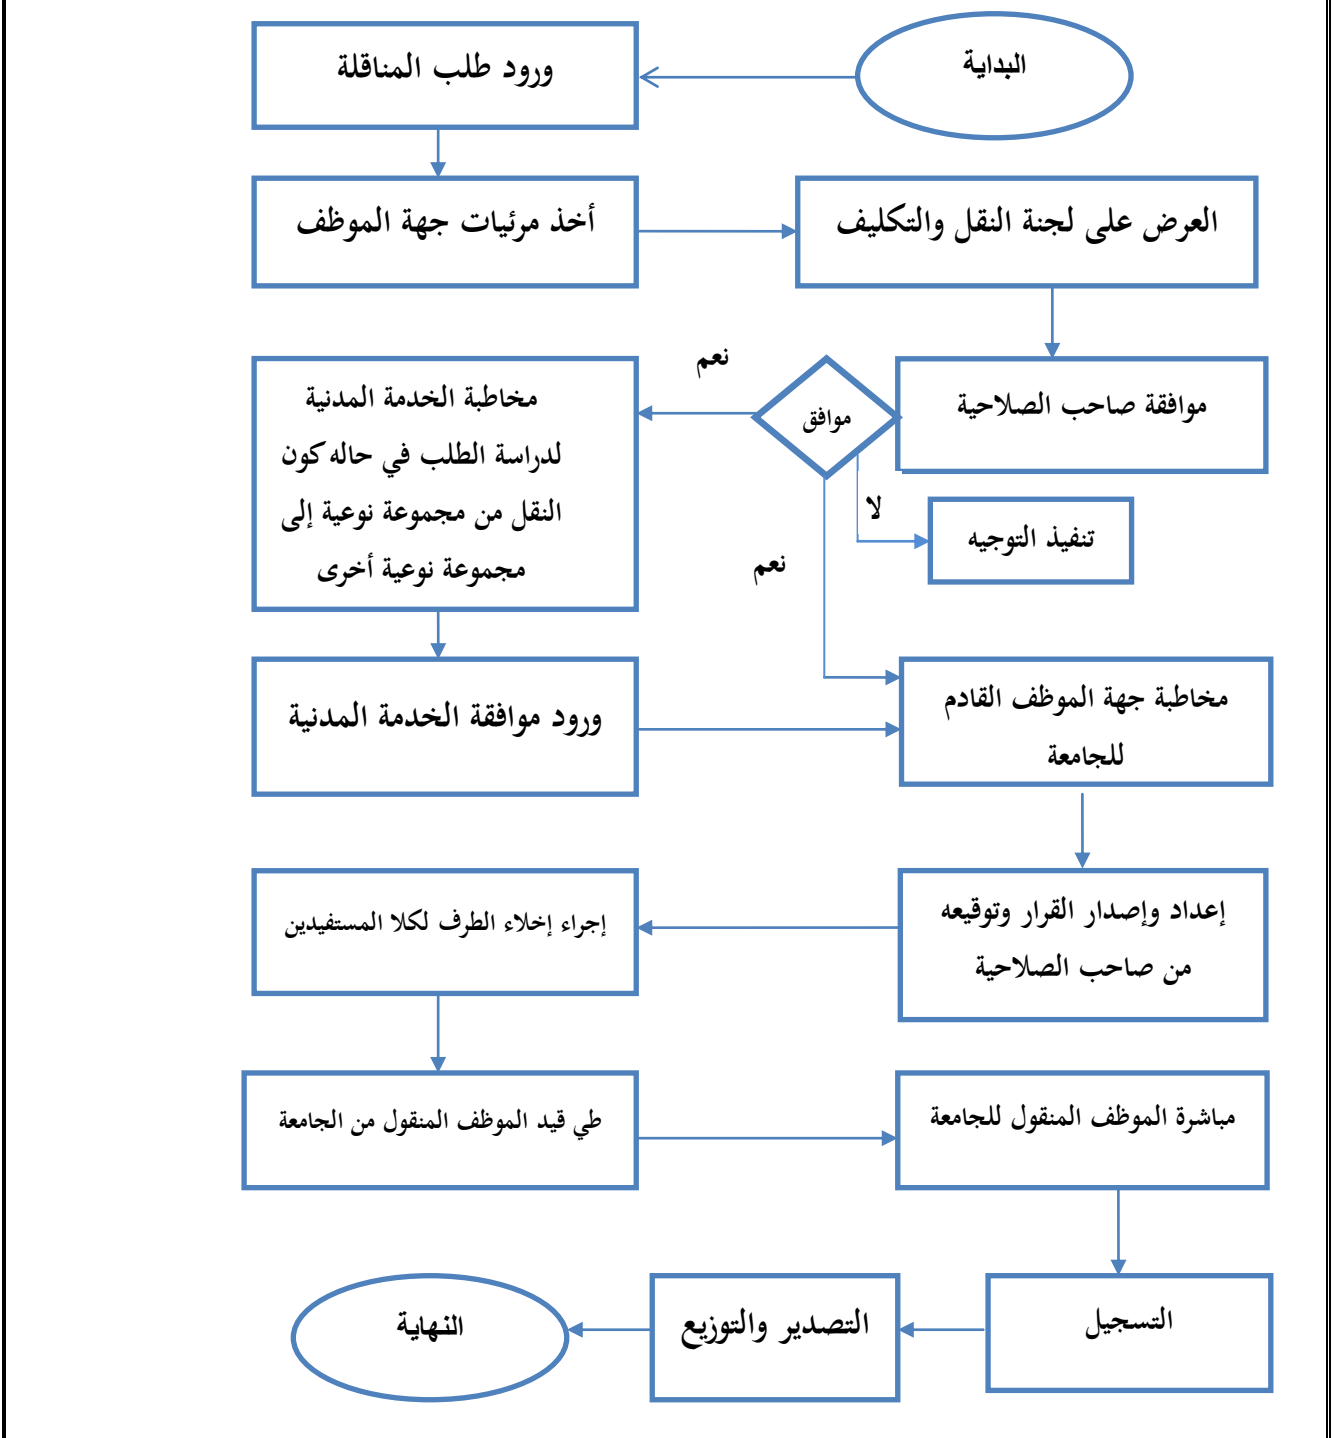 البداية
ورود طلب المناقلة
أخذ مرئيات جهة الموظف
العرض على لجنة النقل والتكليف
موافقة صاحب الصلاحية
موافق
نعم
مخاطبة الخدمة المدنية
لدراسة الطلب في حاله كون
النقل من مجموعة نوعية إلى
مجموعة نوعية أخرى
لا
تنفيذ التوجيه
نعم
ورود موافقة الخدمة المدنية
مخاطبة جهة الموظف القادم
للجامعة
إعداد وإصدار القرار وتوقيعه
من صاحب الصلاحية
إجراء إخلاء الطرف لكلا المستفيدين
طي قيد الموظف المنقول من الجامعة
مباشرة الموظف المنقول للجامعة
التسجيل
التصدير والتوزيع
النهاية